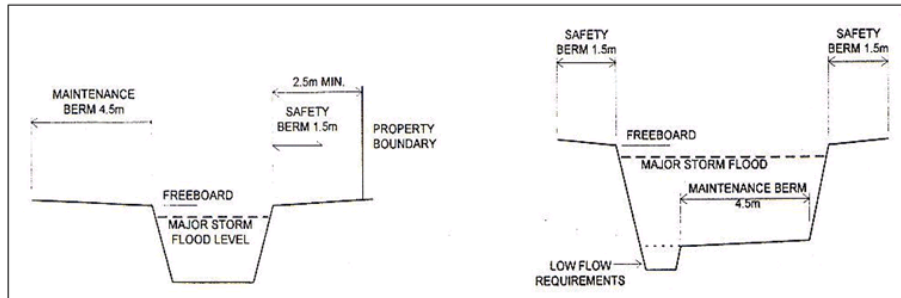 MAINTENANCE
BERM 4.5m
2.5m MIN.
SAFETY
BERM 1.5m
PROPERTY
BOUNDARY
FREEBOARD
MAJOR STORM
FLOOD LEVEL
SAFETY
BERM 1.5m
SAFETY
BERM 1.5m
FREEBOARD
MAJOR STORM FLOOD
MAINTENANCE BERM
4.5m
LOW FLOW
REQUIREMENTS